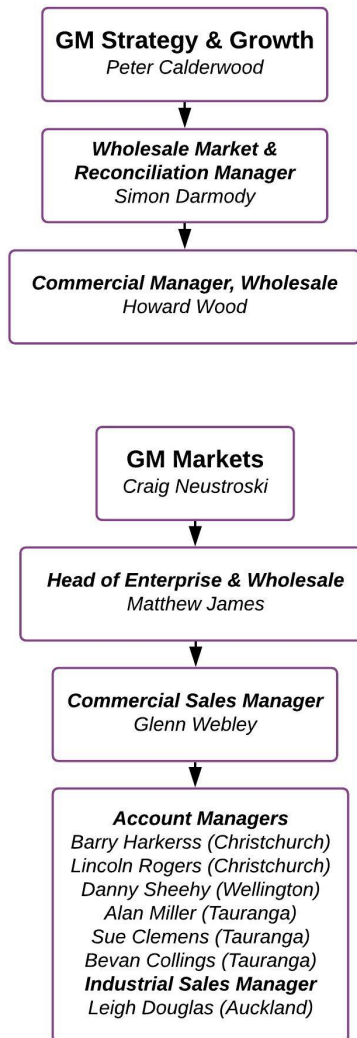 GM Strategy & Growth
Peter Calderwood
Wholesale Market &
Reconciliation Manager
Simon Darmody
Commercial Manager, Wholesale
Howard Wood
GM Markets
Craig Neustroski
Head of Enterprise & Wholesale
Matthew James
Commercial Sales Manager
Glenn Webley
Account Managers
Barry Harkerss (Christchurch)
Lincoln Rogers (Christchurch)
Danny Sheehy (Wellington)
Alan Miller (Tauranga)
Sue Clemens (Tauranga)
Bevan Collings (Tauranga)
Industrial Sales Manager
Leigh Douglas (Auckland)